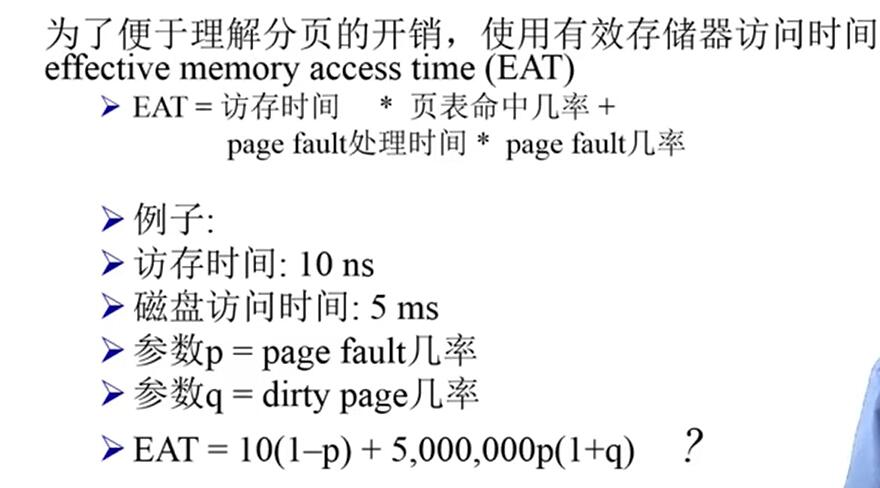 为了便于理解分页的开销，使用有效存储器访问时间
effective memory access time (EAT)
➢ EAT = 访存时间 * 页表命中几率 +
page fault处理时间 * page fault几率
➢ 例子:
➢ 访存时间: 10 ns
➢ 磁盘访问时间: 5 ms
➢ 参数p = page fault几率
➢ 参数q = dirty page几率
➢ EAT = 10(1–p) + 5,000,000p(1+q) ?